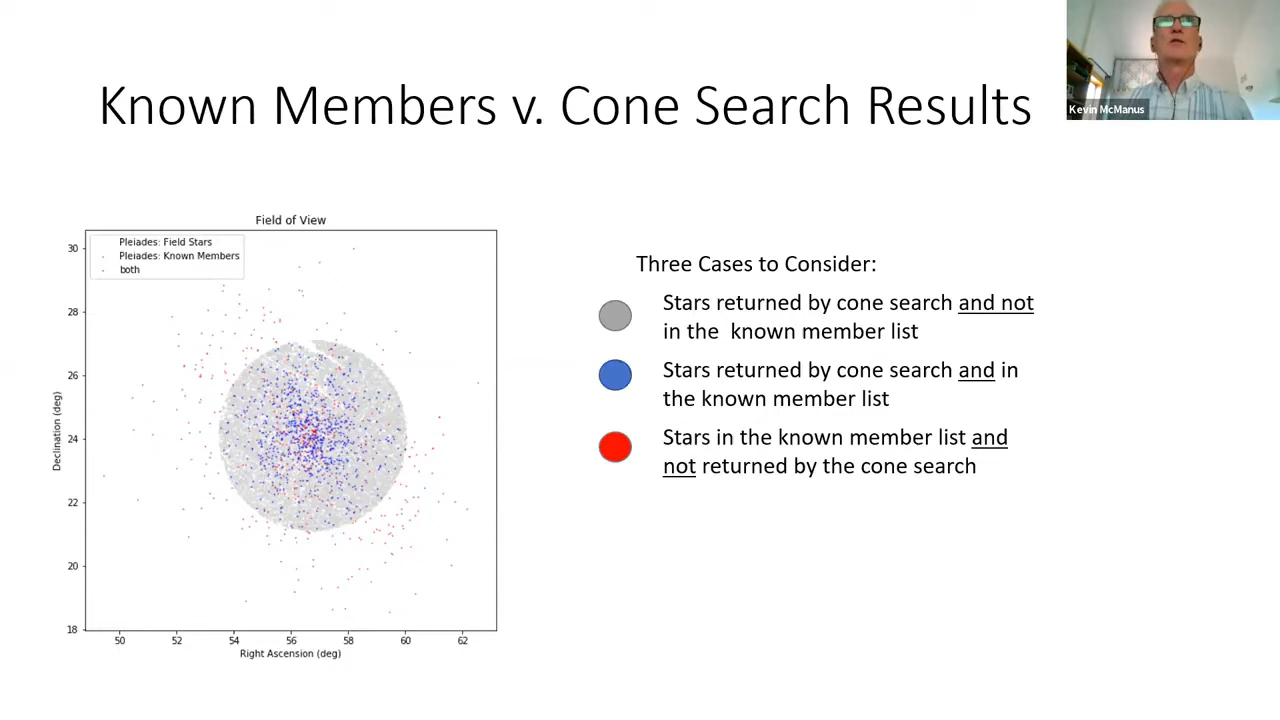 Kevin McManus
Known Members v. Cone Search Results
Field of View
Pleiades: Field Stars
Pleiades: Known Members
both
30
28
26
24
22
20
18
Declination (deg)
50 52 54 56 58 60 62
Right Ascension (deg)
Three Cases to Consider:
Stars returned by cone search and not
in the known member list
Stars returned by cone search and in
the known member list
Stars in the known member list and
not returned by the cone search